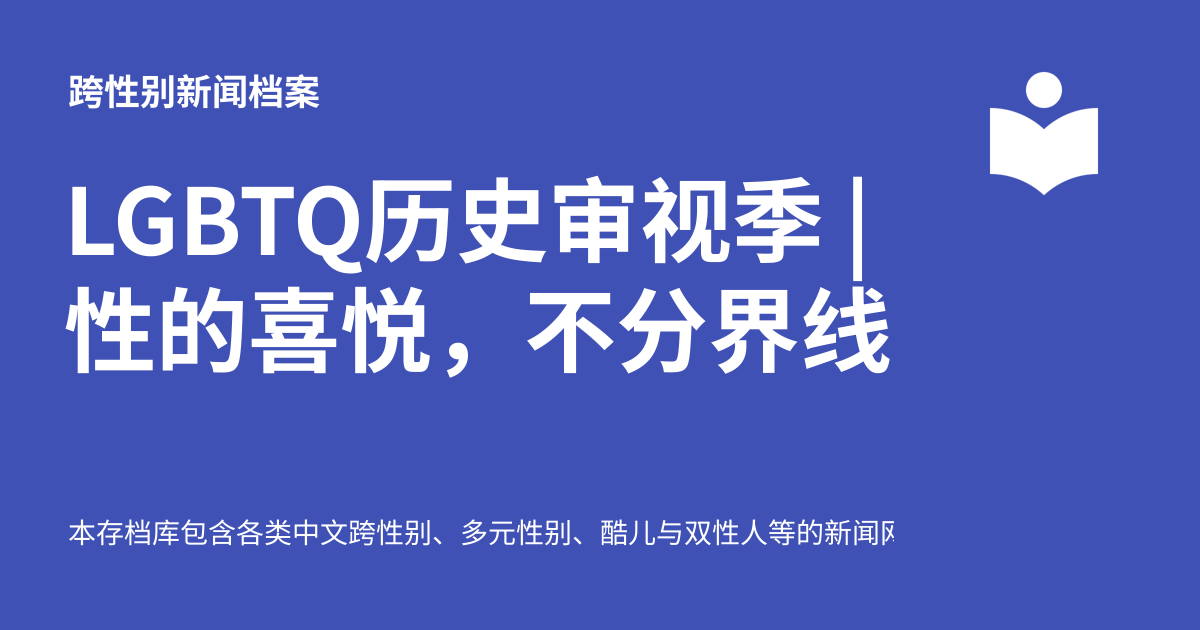 跨性别新闻档案
LGBTQ历史审视季 |
性的喜悦，不分界线
本存档库包含各类中文跨性别、多元性别、酷儿与双性人等的新闻